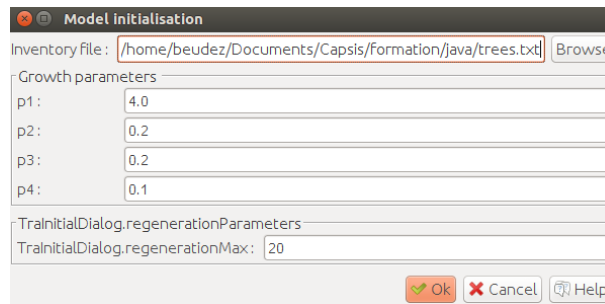 Model initialisation
Inventory file : /home/beudez/Documents/Capsis/formation/java/trees.txt Browse
Growth parameters
p1 : 4.0
p2 : 0.2
p3 : 0.2
p4 : 0.1
TraInitialDialog.regenerationParameters
TraInitialDialog.regenerationMax : 20
Ok Cancel Help